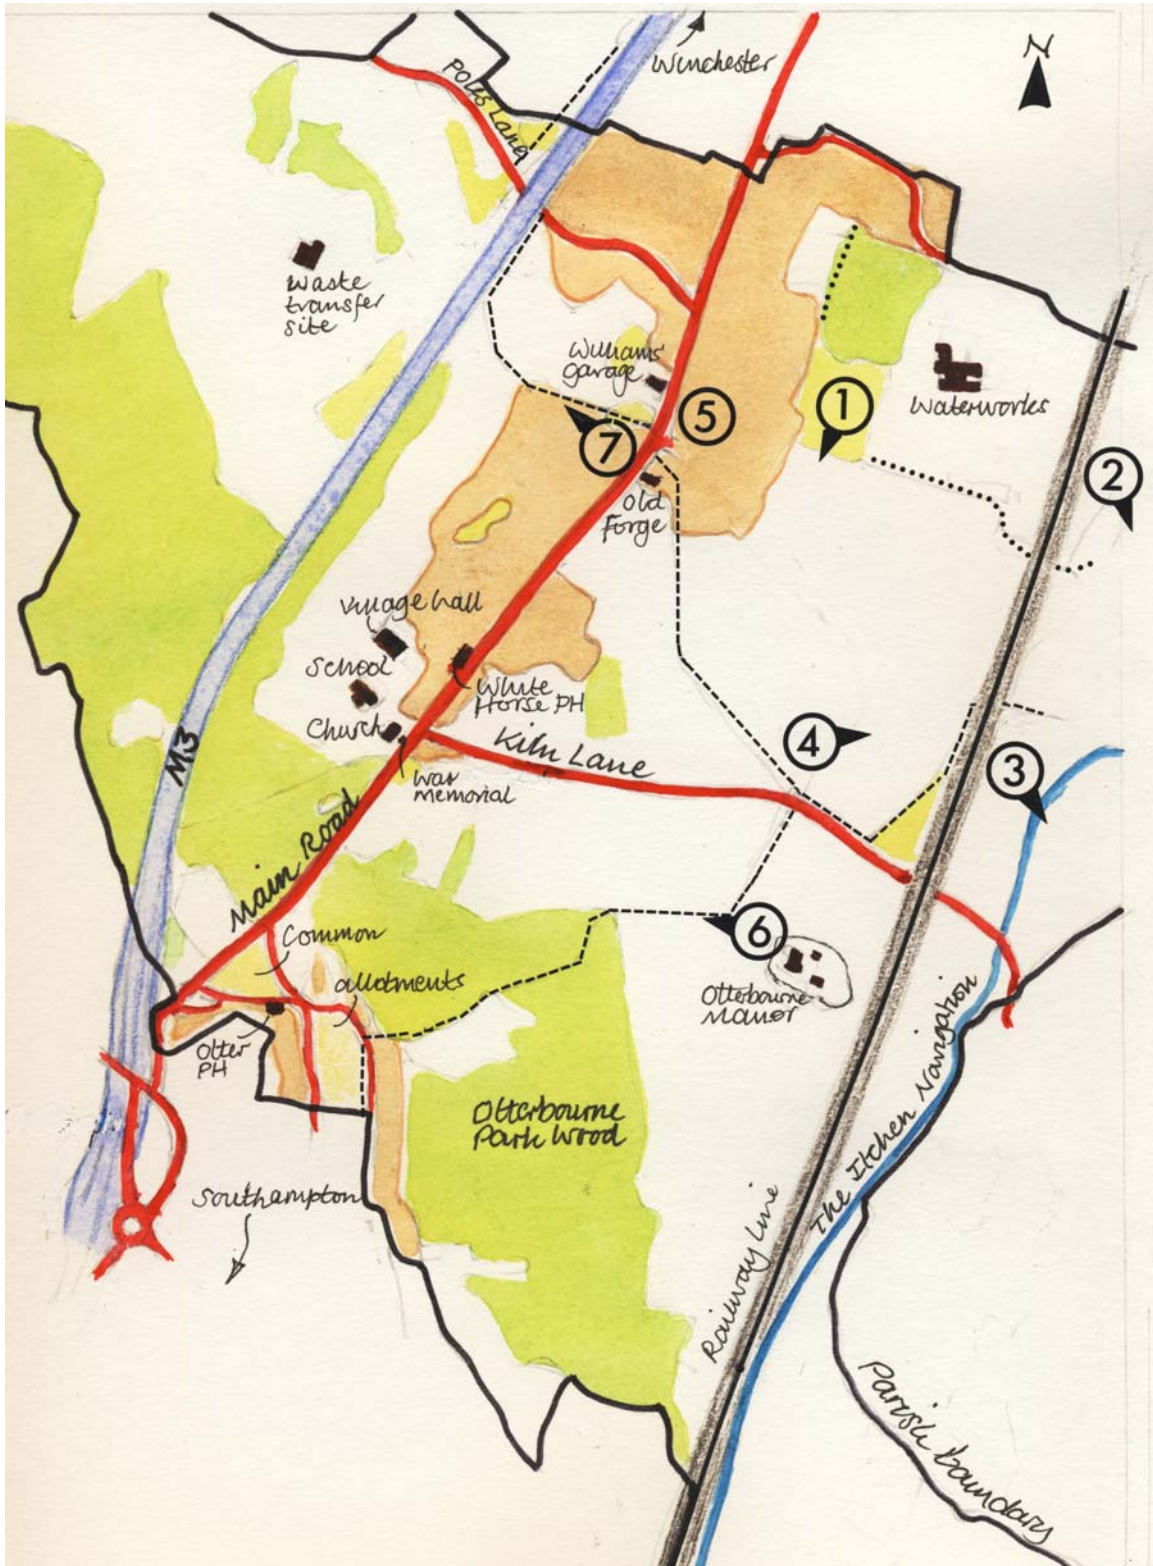 Winchester
N
Poles Lane
Waste
transfer
site
Williams'
garage
Waterworks
1
5
7
2
Old
Forge
Village hall
School
White
Horse PH
Church
Kiln Lane
4
War
memorial
3
M3
Main Road
Common
6
allotments
Otterbourne
Manor
Otter
PH
Otterbourne
Park Wood
The Itchen Navigation
Southampton
Railway Line
Parish boundary